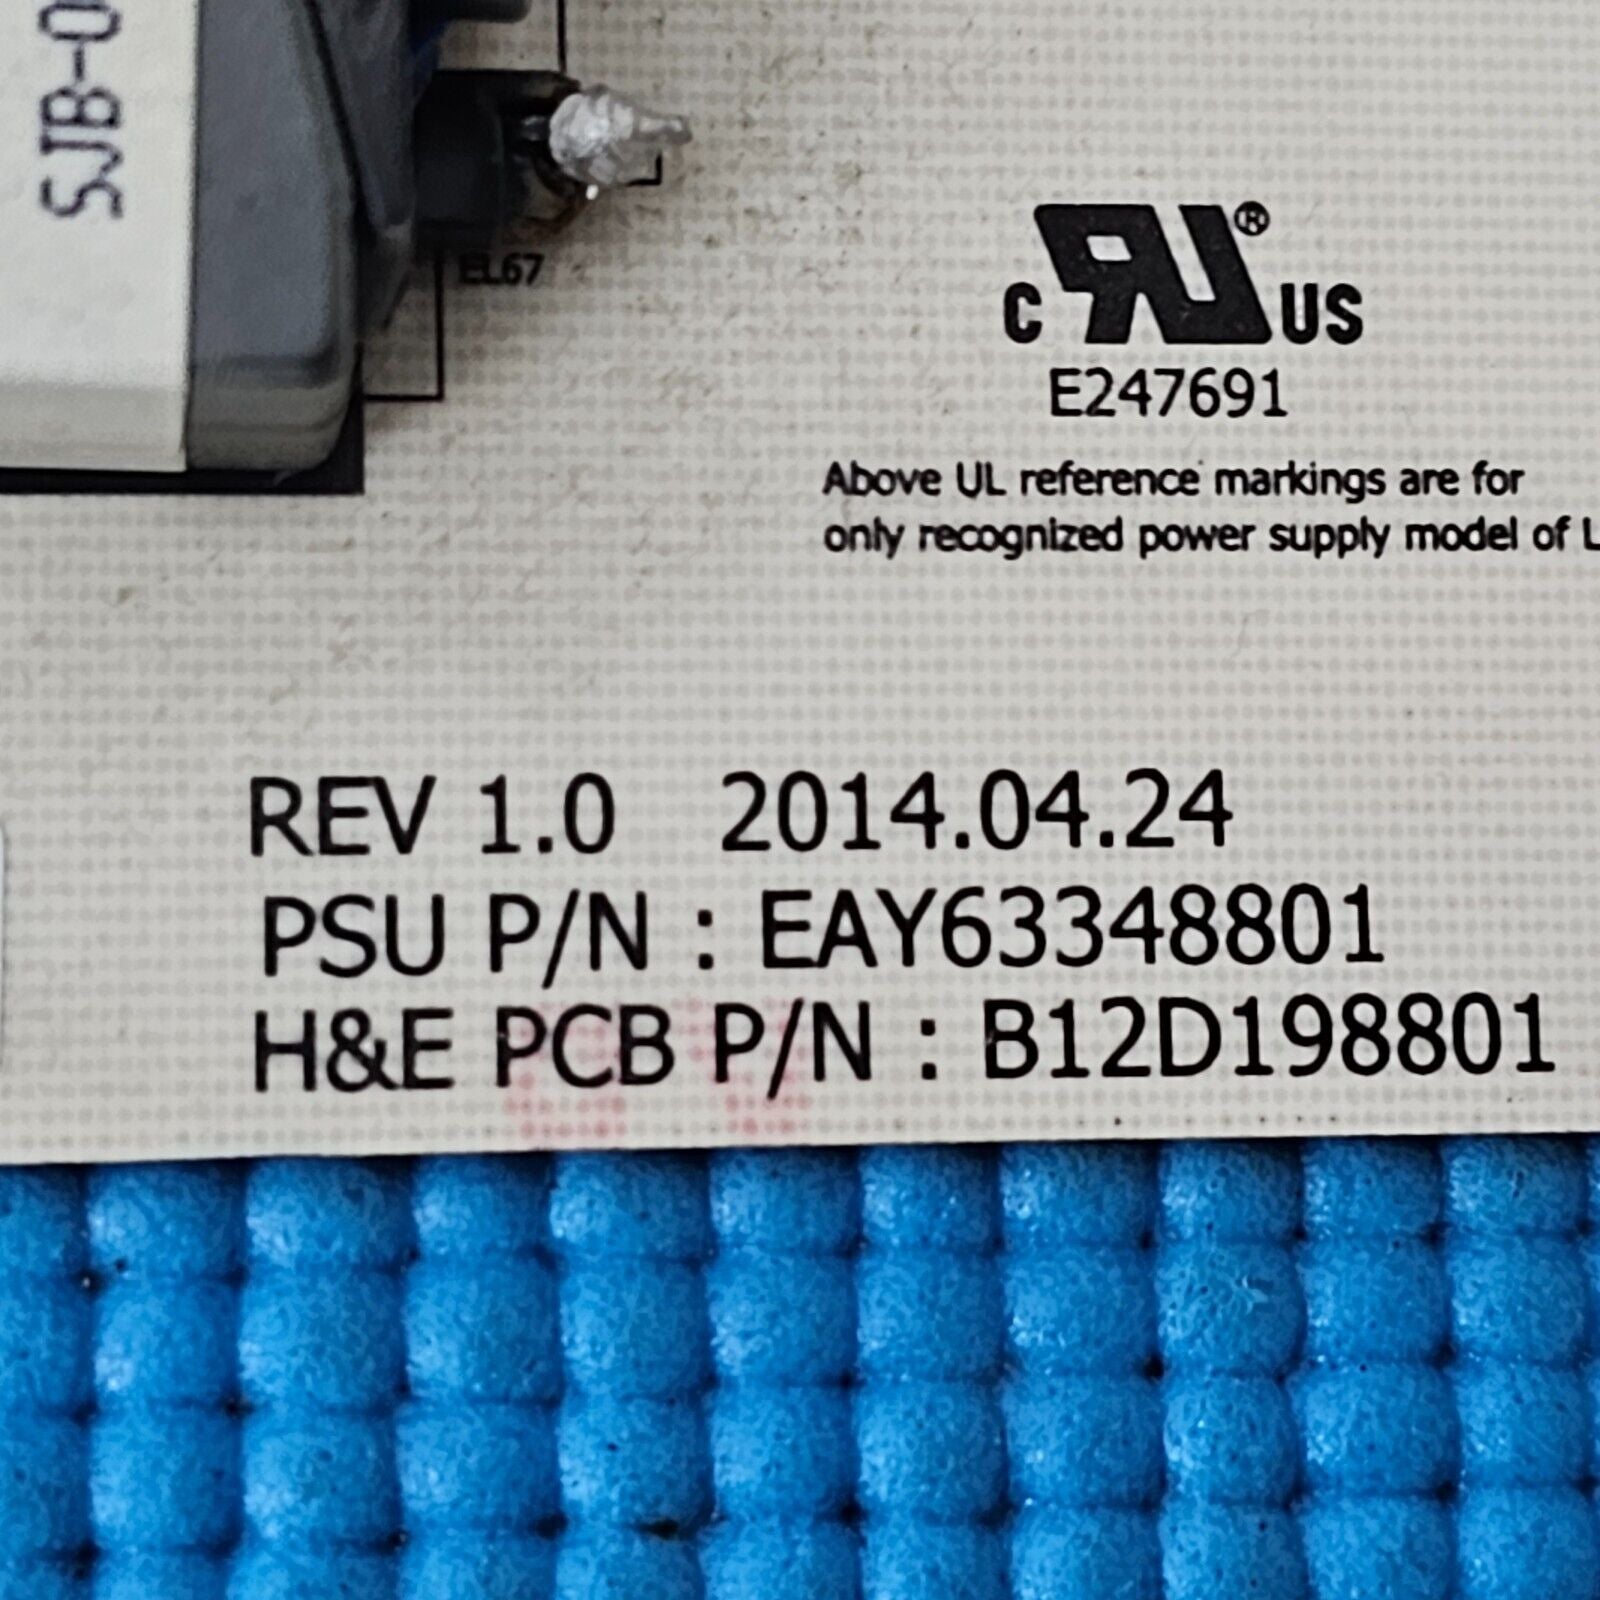 SJB-0
EL67
c RU ® US
E247691
Above UL reference markings are for
only recognized power supply model of L
REV 1.0 2014.04.24
PSU P/N : EAY63348801
H&E PCB P/N : B12D198801